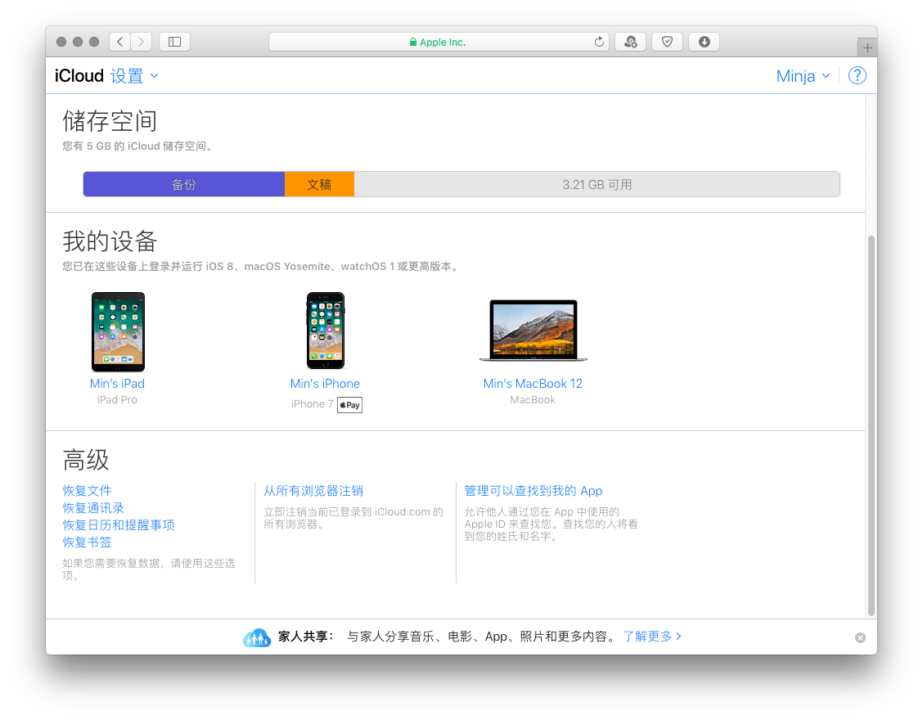 Apple Inc.
iCloud 设置
Minja
储存空间
您有 5 GB 的 iCloud 储存空间。
备份
文稿
3.21 GB 可用
我的设备
您已在这些设备上登录并运行 iOS 8、macOS Yosemite、watchOS 1 或更高版本。
Min's iPad
iPad Pro
Min's iPhone
iPhone 7 Pay
Min's MacBook 12
MacBook
高级
恢复文件
恢复通讯录
恢复日历和提醒事项
恢复书签
如果您需要恢复数据，请使用这些选
项。
从所有浏览器注销
立即注销当前已登录到 iCloud.com 的
所有浏览器。
管理可以查找到我的 App
允许他人通过您在 App 中使用的
Apple ID 来查找您。查找您的人将看
到您的姓氏和名字。
家人共享： 与家人分享音乐、电影、App、照片和更多内容。 了解更多 ›